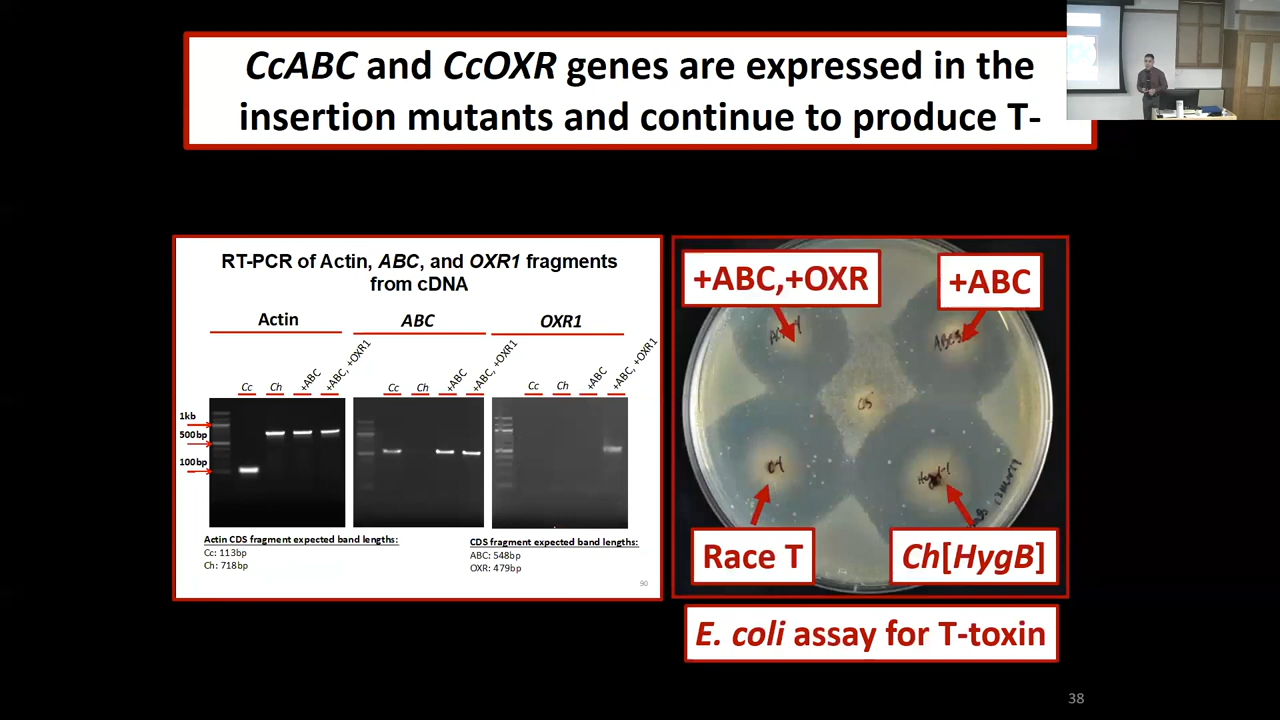 CcABC and CcOXR genes are expressed in the
insertion mutants and continue to produce T-
RT-PCR of Actin, ABC, and OXR1 fragments
from cDNA
Actin
ABC
OXR1
Cc
Ch
+ABC
+ABC, +OXR1
Cc
Ch
+ABC
+ABC, +OXR1
Cc
Ch
+ABC
+ABC, +OXR1
1kb
500bp
100bp
Actin CDS fragment expected band lengths:
Cc: 113bp
Ch: 718bp
CDS fragment expected band lengths:
ABC: 548bp
OXR: 479bp
90
+ABC,+OXR
+ABC
C5
C4
Race T
Ch[HygB]
E. coli assay for T-toxin
38